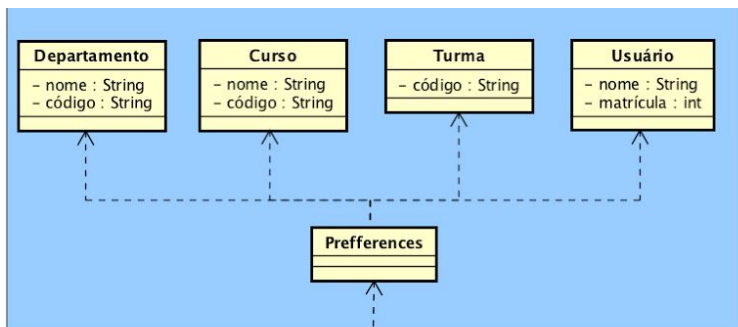 Departamento
- nome : String
- código : String
Curso
- nome : String
- código : String
Turma
- código : String
Usuário
- nome : String
- matrícula : int
Prefferences